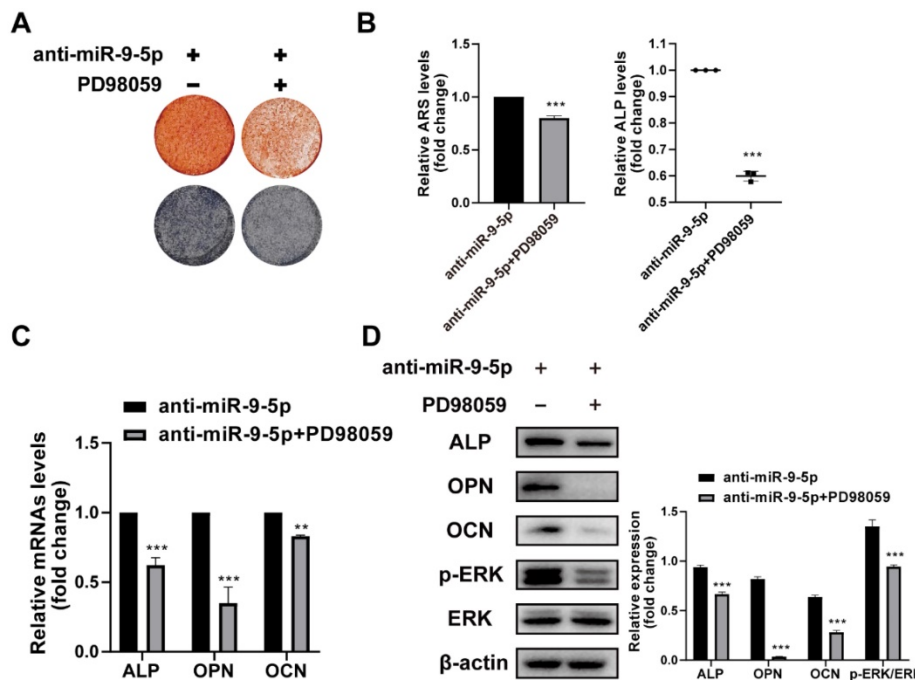 A
anti-miR-9-5p + +
PD98059 − +
B
Relative ARS levels
(fold change)
1.5
1.0
0.5
0.0
***
anti-miR-9-5p
anti-miR-9-5p+PD98059
Relative ALP levels
(fold change)
1.1
1.0
0.9
0.8
0.7
0.6
0.5
***
anti-miR-9-5p
anti-miR-9-5p+PD98059
C
anti-miR-9-5p
anti-miR-9-5p+PD98059
Relative mRNAs levels
(fold change)
1.5
1.0
0.5
0.0
***
***
**
ALP OPN OCN
D
anti-miR-9-5p + +
PD98059 − +
ALP
OPN
OCN
p-ERK
ERK
β-actin
anti-miR-9-5p
anti-miR-9-5p+PD98059
Relative expression
(fold change)
1.5
1.0
0.5
0.0
***
***
***
***
ALP OPN OCN p-ERK/ERK